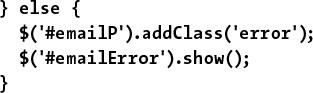 } else {
  $('#emailP').addClass('error');
  $('#emailError').show();
}